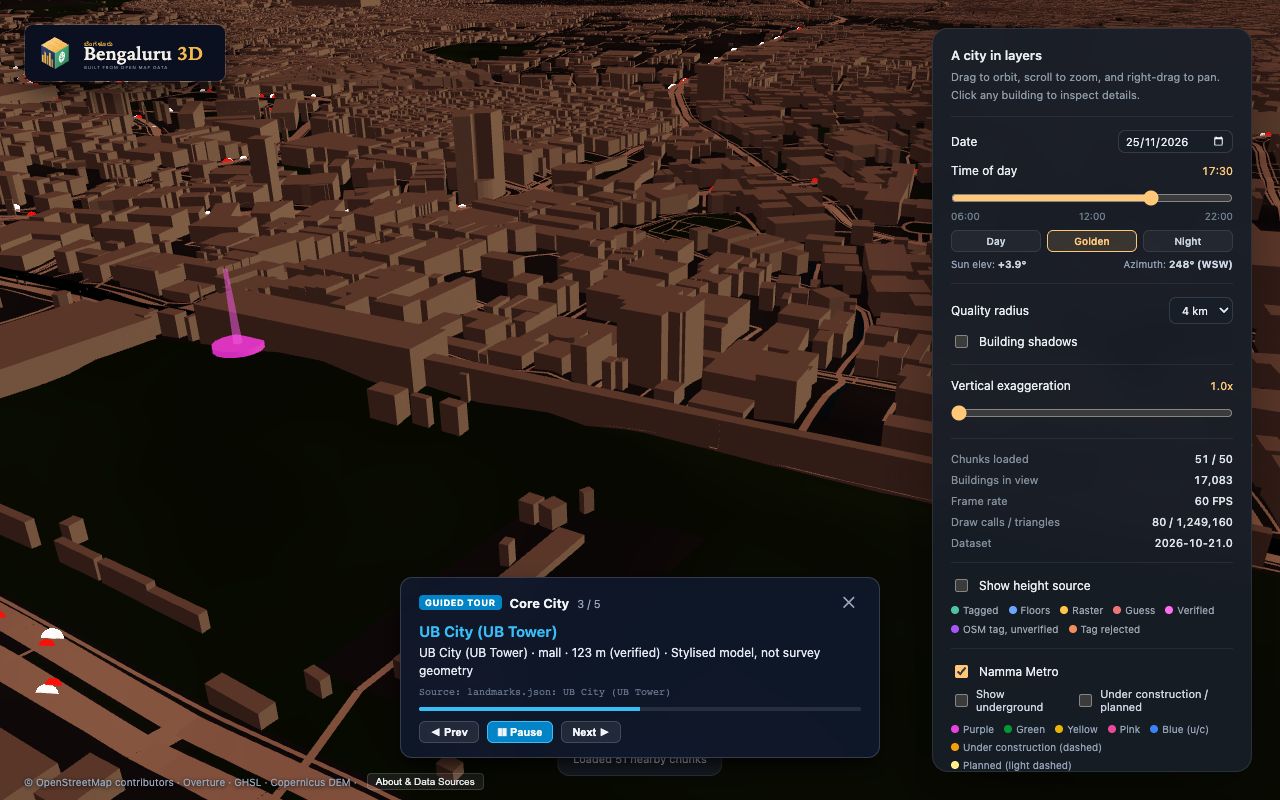 Bengaluru 3D
BUILT FROM OPEN MAP DATA
A city in layers
Drag to orbit, scroll to zoom, and right-drag to pan.
Click any building to inspect details.
Date
25/11/2026
Time of day
17:30
06:00
12:00
22:00
Day
Golden
Night
Sun elev: +3.9°
Azimuth: 248° (WSW)
Quality radius
4 km
Building shadows
Vertical exaggeration
1.0x
Chunks loaded
51 / 50
Buildings in view
17,083
Frame rate
60 FPS
Draw calls / triangles
80 / 1,249,160
Dataset
2026-10-21.0
Show height source
Tagged
Floors
Raster
Guess
Verified
OSM tag, unverified
Tag rejected
Namma Metro
Show
underground
Under construction /
planned
Purple
Green
Yellow
Pink
Blue (u/c)
Under construction (dashed)
Planned (light dashed)
GUIDED TOUR
Core City
3 / 5
UB City (UB Tower)
UB City (UB Tower) · mall · 123 m (verified) · Stylised model, not survey
geometry
Source: landmarks.json: UB City (UB Tower)
◀ Prev
Pause
Next ▶
Loaded 51 nearby chunks
© OpenStreetMap contributors · Overture · GHSL · Copernicus DEM ·
About & Data Sources